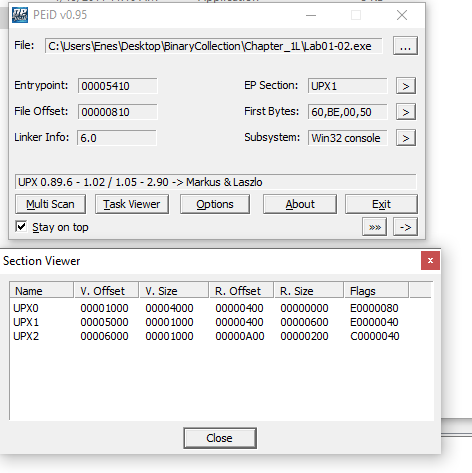 PEiD v0.95
File: C:\Users\Enes\Desktop\BinaryCollection\Chapter_1L\Lab01-02.exe ...
Entrypoint: 00005410 EP Section: UPX1 >
File Offset: 00000810 First Bytes: 60,BE,00,50 >
Linker Info: 6.0 Subsystem: Win32 console >
UPX 0.89.6 - 1.02 / 1.05 - 2.90 -> Markus & Laszlo
Multi Scan Task Viewer Options About Exit
Stay on top »» ->
Section Viewer x
Name V. Offset V. Size R. Offset R. Size Flags
UPX0 00001000 00004000 00000400 00000000 E0000080
UPX1 00005000 00001000 00000400 00000600 E0000040
UPX2 00006000 00001000 00000A00 00000200 C0000040
Close